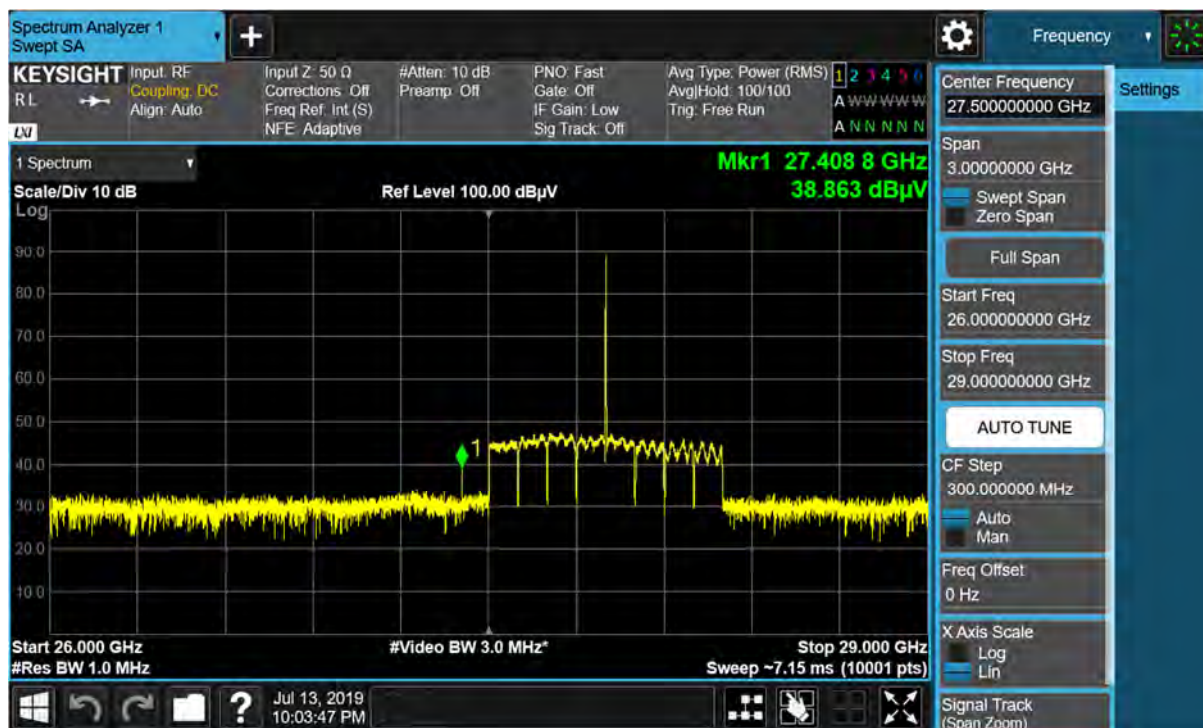 Spectrum Analyzer 1
Swept SA
+
Frequency
KEYSIGHT
RL
LXI
Input: RF
Coupling: DC
Align: Auto
Input Z: 50 Ω
Corrections: Off
Freq Ref: Int (S)
NFE: Adaptive
#Atten: 10 dB
Preamp: Off
PNO: Fast
Gate: Off
IF Gain: Low
Sig Track: Off
Avg Type: Power (RMS)
Avg|Hold: 100/100
Trig: Free Run
1 2 3 4 5 6
A W W W W W
A N N N N N
1 Spectrum
Scale/Div 10 dB
Ref Level 100.00 dBµV
Mkr1 27.408 8 GHz
38.863 dBµV
Log
90.0
80.0
70.0
60.0
50.0
40.0
30.0
20.0
10.0
1
Start 26.000 GHz
#Res BW 1.0 MHz
#Video BW 3.0 MHz*
Stop 29.000 GHz
Sweep ~7.15 ms (10001 pts)
?
Jul 13, 2019
10:03:47 PM
Center Frequency
27.500000000 GHz
Span
3.00000000 GHz
Swept Span
Zero Span
Full Span
Start Freq
26.000000000 GHz
Stop Freq
29.000000000 GHz
AUTO TUNE
CF Step
300.000000 MHz
Auto
Man
Freq Offset
0 Hz
X Axis Scale
Log
Lin
Signal Track
(Span Zoom)
Settings